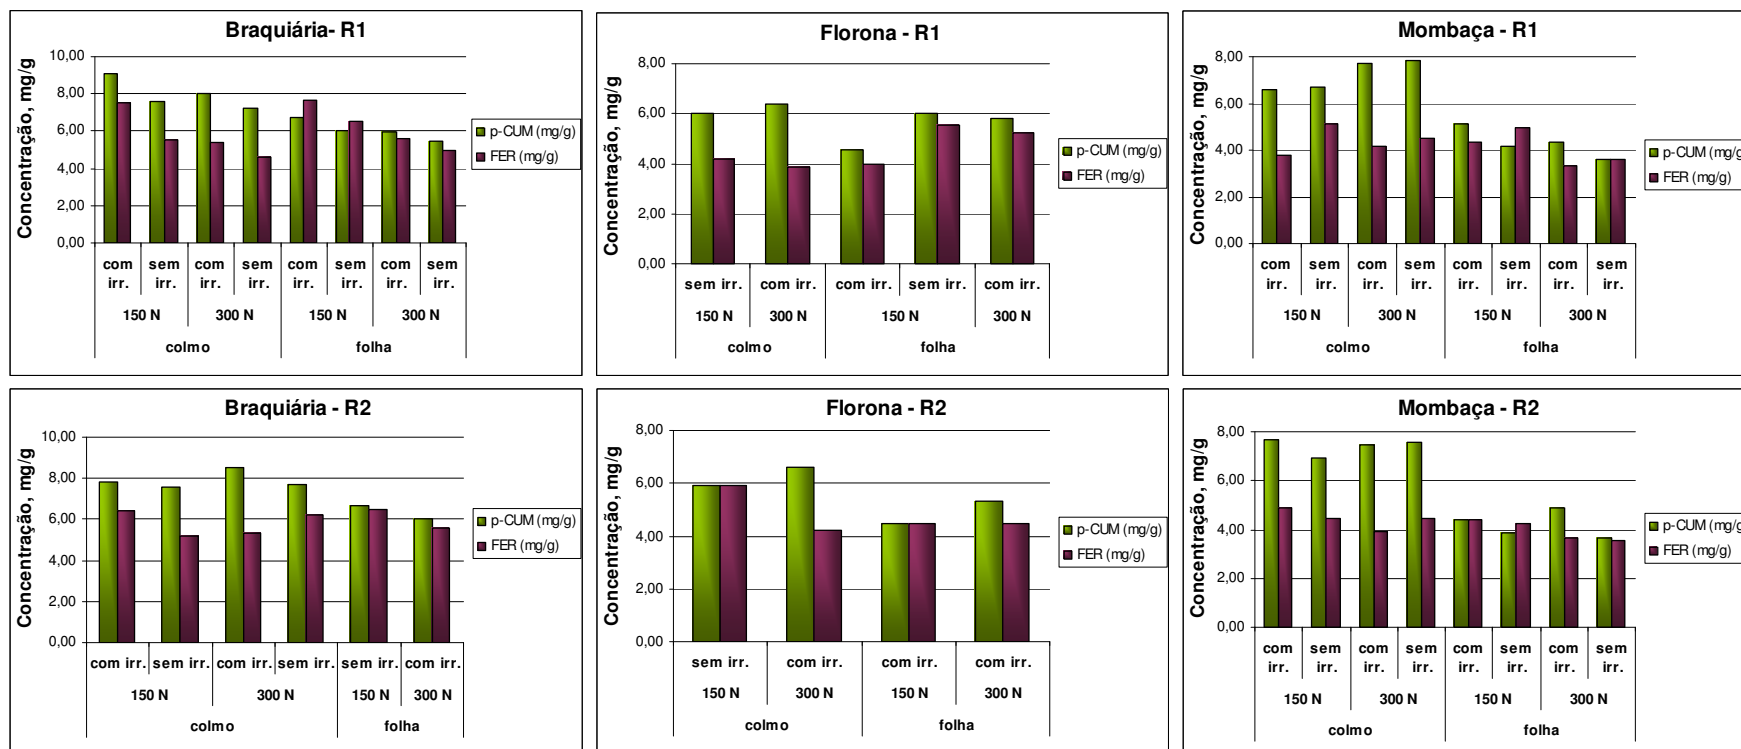 Braquiária- R1
Concentração, mg/g
10,00
8,00
6,00
4,00
2,00
0,00
com irr. sem irr. com irr. sem irr. com irr. sem irr. com irr. sem irr.
150 N 300 N 150 N 300 N
colmo folha
p-CUM (mg/g)
FER (mg/g)
Florona - R1
Concentração, mg/g
8,00
6,00
4,00
2,00
0,00
sem irr. com irr. com irr. sem irr. com irr.
150 N 300 N 150 N 300 N
colmo folha
p-CUM (mg/g)
FER (mg/g)
Mombaça - R1
Concentração, mg/g
8,00
6,00
4,00
2,00
0,00
com irr. sem irr. com irr. sem irr. com irr. sem irr. com irr. sem irr.
150 N 300 N 150 N 300 N
colmo folha
p-CUM (mg/g
FER (mg/g)
Braquiária - R2
Concentração, mg/g
10,00
8,00
6,00
4,00
2,00
0,00
com irr. sem irr. com irr. sem irr. sem irr. com irr.
150 N 300 N 150 N 300 N
colmo folha
p-CUM (mg/g)
FER (mg/g)
Florona - R2
Concentração, mg/g
8,00
6,00
4,00
2,00
0,00
sem irr. com irr. com irr. com irr.
150 N 300 N 150 N 300 N
colmo folha
p-CUM (mg/g)
FER (mg/g)
Mombaça - R2
Concentração, mg/g
8,00
6,00
4,00
2,00
0,00
com irr. sem irr. com irr. sem irr. com irr. sem irr. com irr. sem irr.
150 N 300 N 150 N 300 N
colmo folha
p-CUM (mg/g
FER (mg/g)